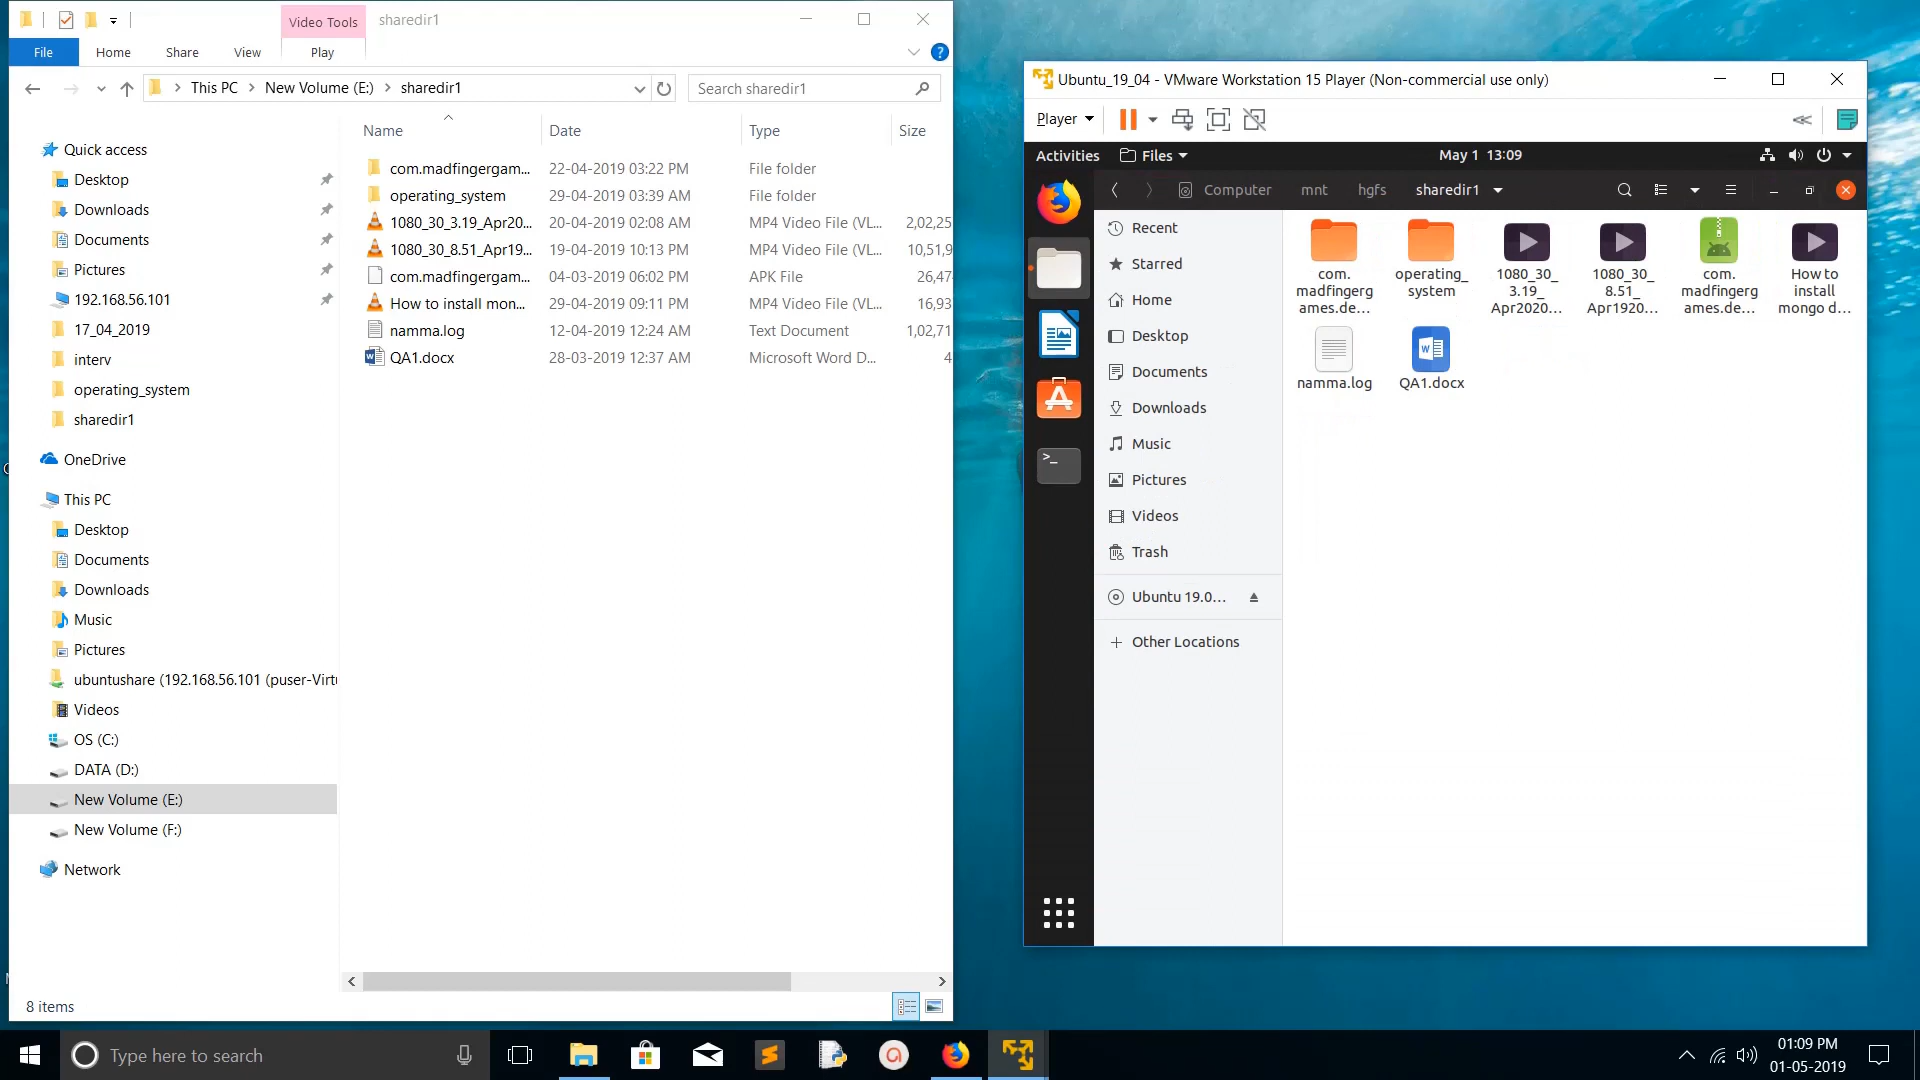 Video Tools
sharedir1
File
Home
Share
View
Play
This PC
New Volume (E:)
sharedir1
Search sharedir1
Quick access
Desktop
Downloads
Documents
Pictures
192.168.56.101
17_04_2019
interv
operating_system
sharedir1
OneDrive
This PC
Desktop
Documents
Downloads
Music
Pictures
ubuntushare (192.168.56.101 (puser-Virtu
Videos
OS (C:)
DATA (D:)
New Volume (E:)
New Volume (F:)
Network
Name Date Type Size
com.madfingergam... 22-04-2019 03:22 PM File folder
operating_system 29-04-2019 03:39 AM File folder
1080_30_3.19_Apr20... 20-04-2019 02:08 AM MP4 Video File (VL... 2,02,25
1080_30_8.51_Apr19... 19-04-2019 10:13 PM MP4 Video File (VL... 10,51,9
com.madfingergam... 04-03-2019 06:02 PM APK File 26,47
How to install mon... 29-04-2019 09:11 PM MP4 Video File (VL... 16,93
namma.log 12-04-2019 12:24 AM Text Document 1,02,71
QA1.docx 28-03-2019 12:37 AM Microsoft Word D... 4
8 items
Ubuntu_19_04 - VMware Workstation 15 Player (Non-commercial use only)
Player
Activities
Files
May 1 13:09
Computer
mnt
hgfs
sharedir1
Recent
Starred
Home
Desktop
Documents
Downloads
Music
Pictures
Videos
Trash
Ubuntu 19.0...
Other Locations
com.
madfingerg
ames.de...
operating_
system
1080_30_
3.19_
Apr2020...
1080_30_
8.51_
Apr1920...
com.
madfingerg
ames.de...
How to
install
mongo d...
namma.log
QA1.docx
Type here to search
01:09 PM
01-05-2019